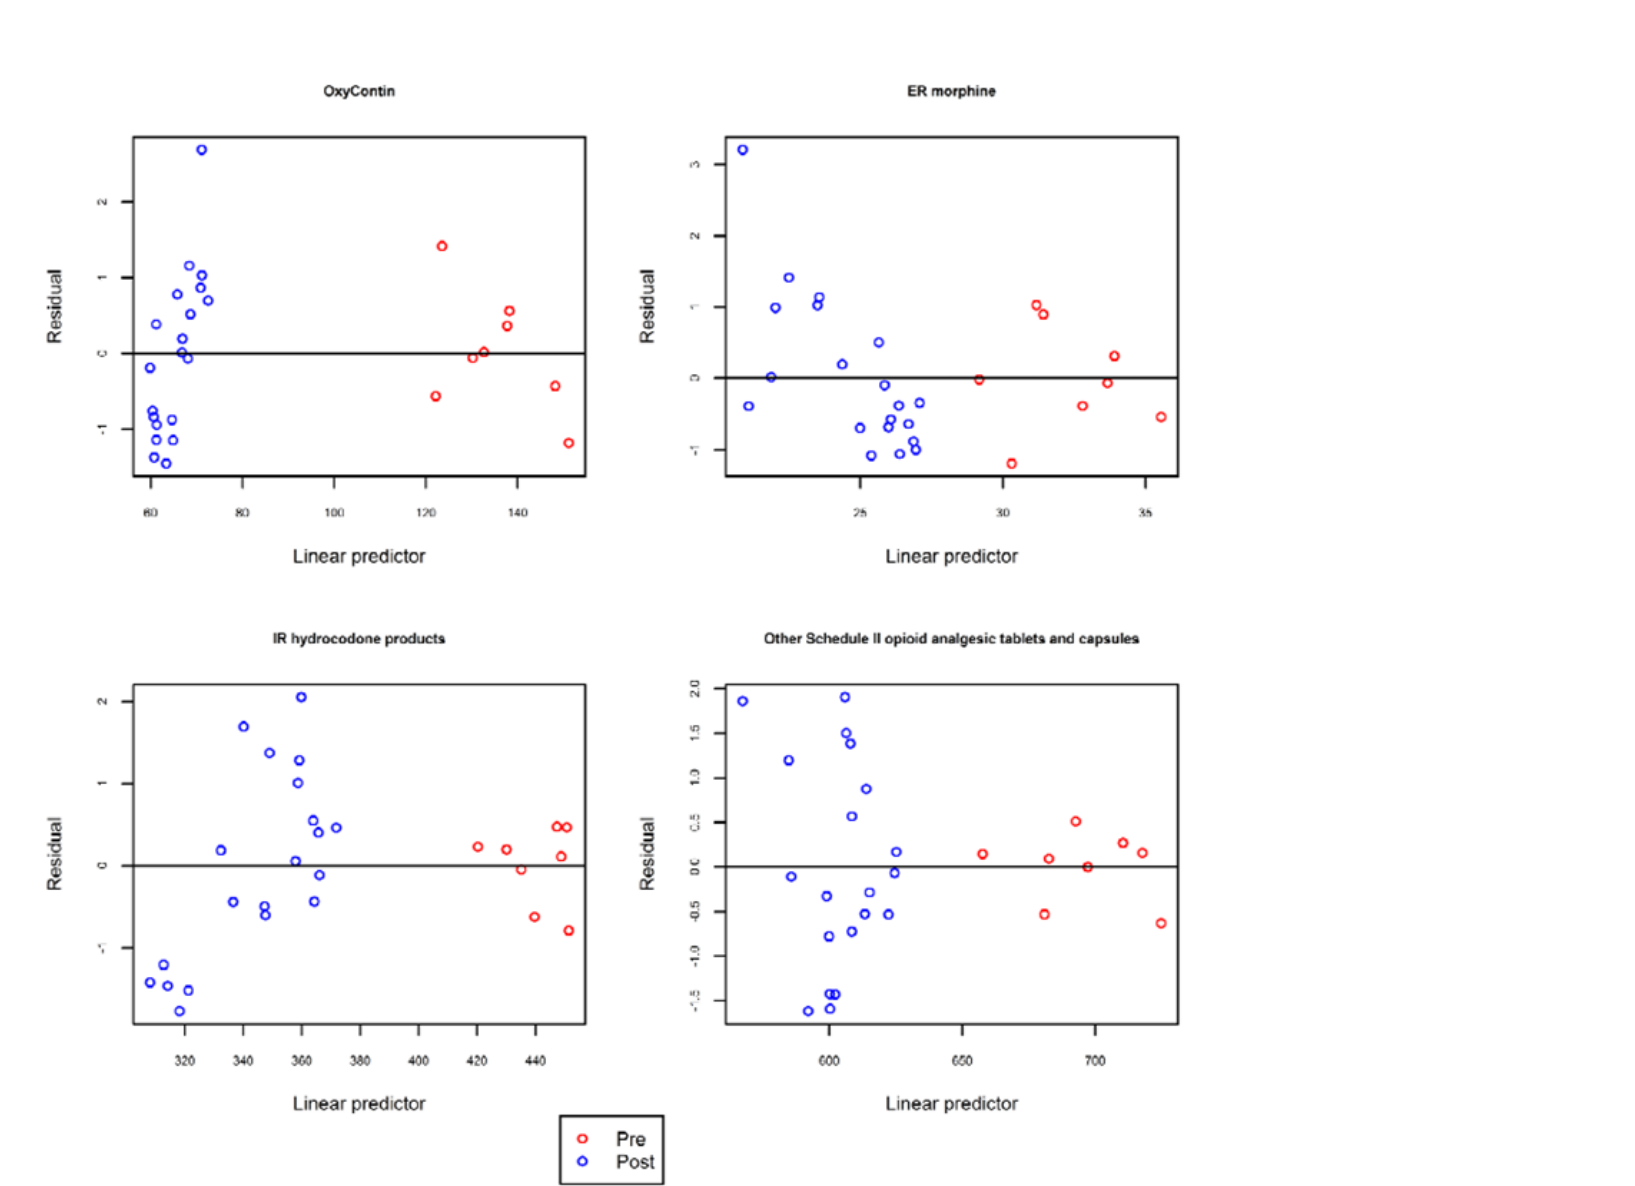 OxyContin
ER morphine
Residual
2
1
0
-1
60 80 100 120 140
Linear predictor
Residual
3
2
1
0
-1
25 30 35
Linear predictor
IR hydrocodone products
Other Schedule II opioid analgesic tablets and capsules
Residual
2
1
0
-1
320 340 360 380 400 420 440
Linear predictor
Residual
2.0
1.5
1.0
0.5
0.0
-0.5
-1.0
-1.5
600 650 700
Linear predictor
Pre
Post